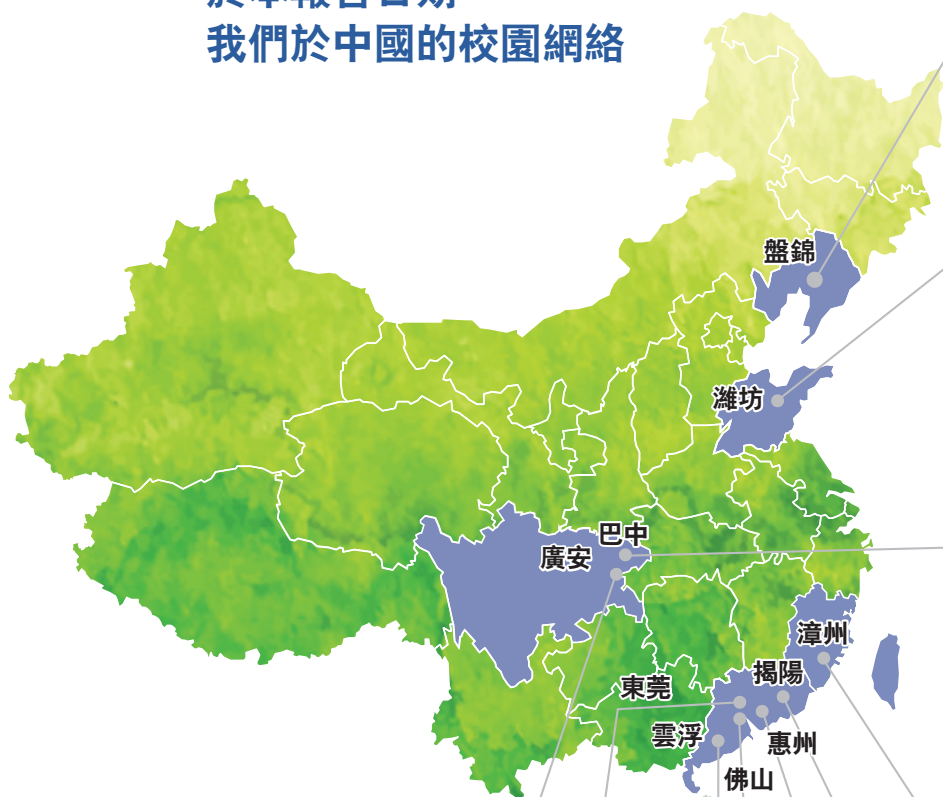 我們於中國的校園網絡
盤錦
濰坊
巴中
廣安
漳州
揭陽
東莞
雲浮
惠州
佛山